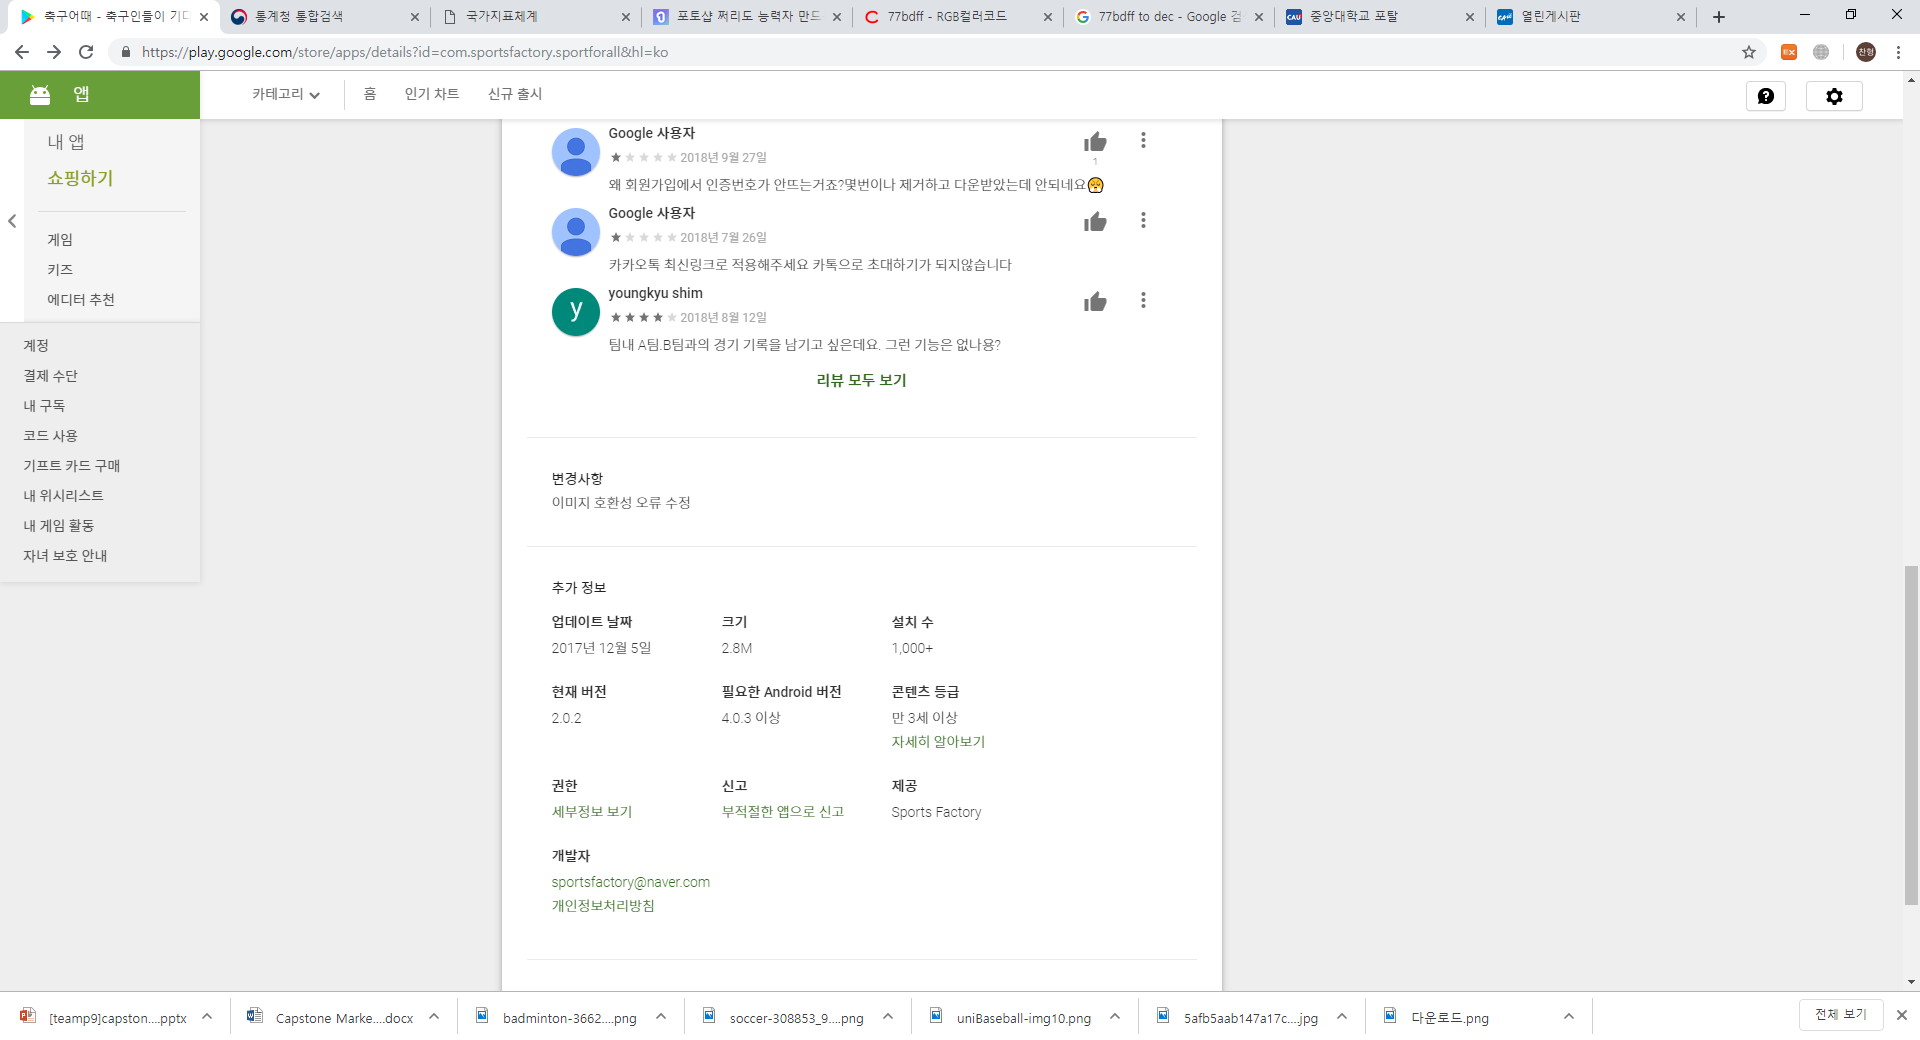 축구어때 - 축구인들이 기다
통계청 통합검색
국가지표체계
포토샵 쩌리도 능력자 만드
77bdff - RGB컬러코드
77bdff to dec - Google 검
중앙대학교 포탈
열린게시판
https://play.google.com/store/apps/details?id=com.sportsfactory.sportforall&hl=ko
찬형
앱
카테고리
홈
인기 차트
신규 출시
내 앱
쇼핑하기
게임
키즈
에디터 추천
계정
결제 수단
내 구독
코드 사용
기프트 카드 구매
내 위시리스트
내 게임 활동
자녀 보호 안내
Google 사용자
2018년 9월 27일
1
왜 회원가입에서 인증번호가 안뜨는거죠?몇번이나 제거하고 다운받았는데 안되네요😤
Google 사용자
2018년 7월 26일
카카오톡 최신링크로 적용해주세요 카톡으로 초대하기가 되지않습니다
y
youngkyu shim
2018년 8월 12일
팀내 A팀.B팀과의 경기 기록을 남기고 싶은데요. 그런 기능은 없나용?
리뷰 모두 보기
변경사항
이미지 호환성 오류 수정
추가 정보
업데이트 날짜
2017년 12월 5일
크기
2.8M
설치 수
1,000+
현재 버전
2.0.2
필요한 Android 버전
4.0.3 이상
콘텐츠 등급
만 3세 이상
자세히 알아보기
권한
세부정보 보기
신고
부적절한 앱으로 신고
제공
Sports Factory
개발자
sportsfactory@naver.com
개인정보처리방침
[teamp9]capston....pptx
Capstone Marke....docx
badminton-3662....png
soccer-308853_9....png
uniBaseball-img10.png
5afb5aab147a17c....jpg
다운로드.png
전체 보기